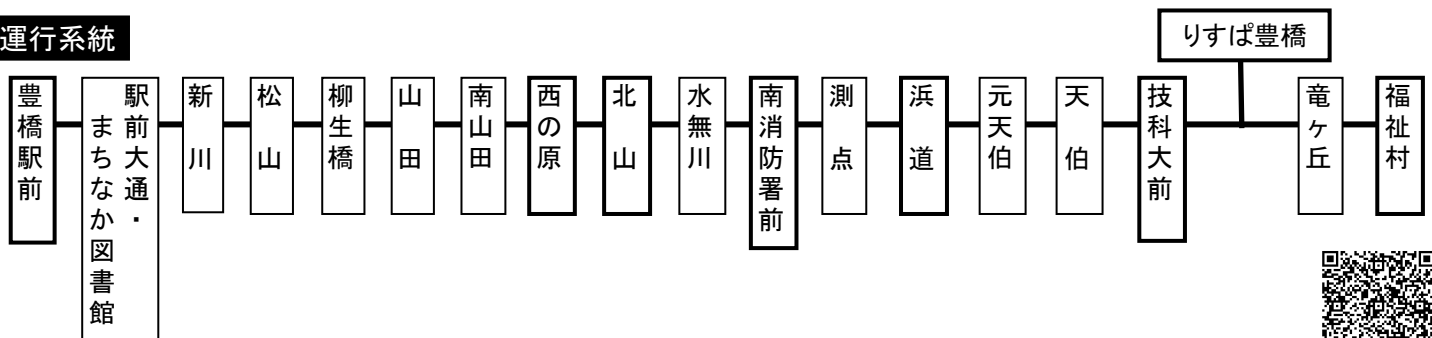 運行系統
りすぱ豊橋
豊橋駅前
駅前大通・
まちなか図書館
新川
松山
柳生橋
山田
南山田
西の原
北山
水無川
南消防署前
測点
浜道
元天伯
天伯
技科大前
竜ヶ丘
福祉村